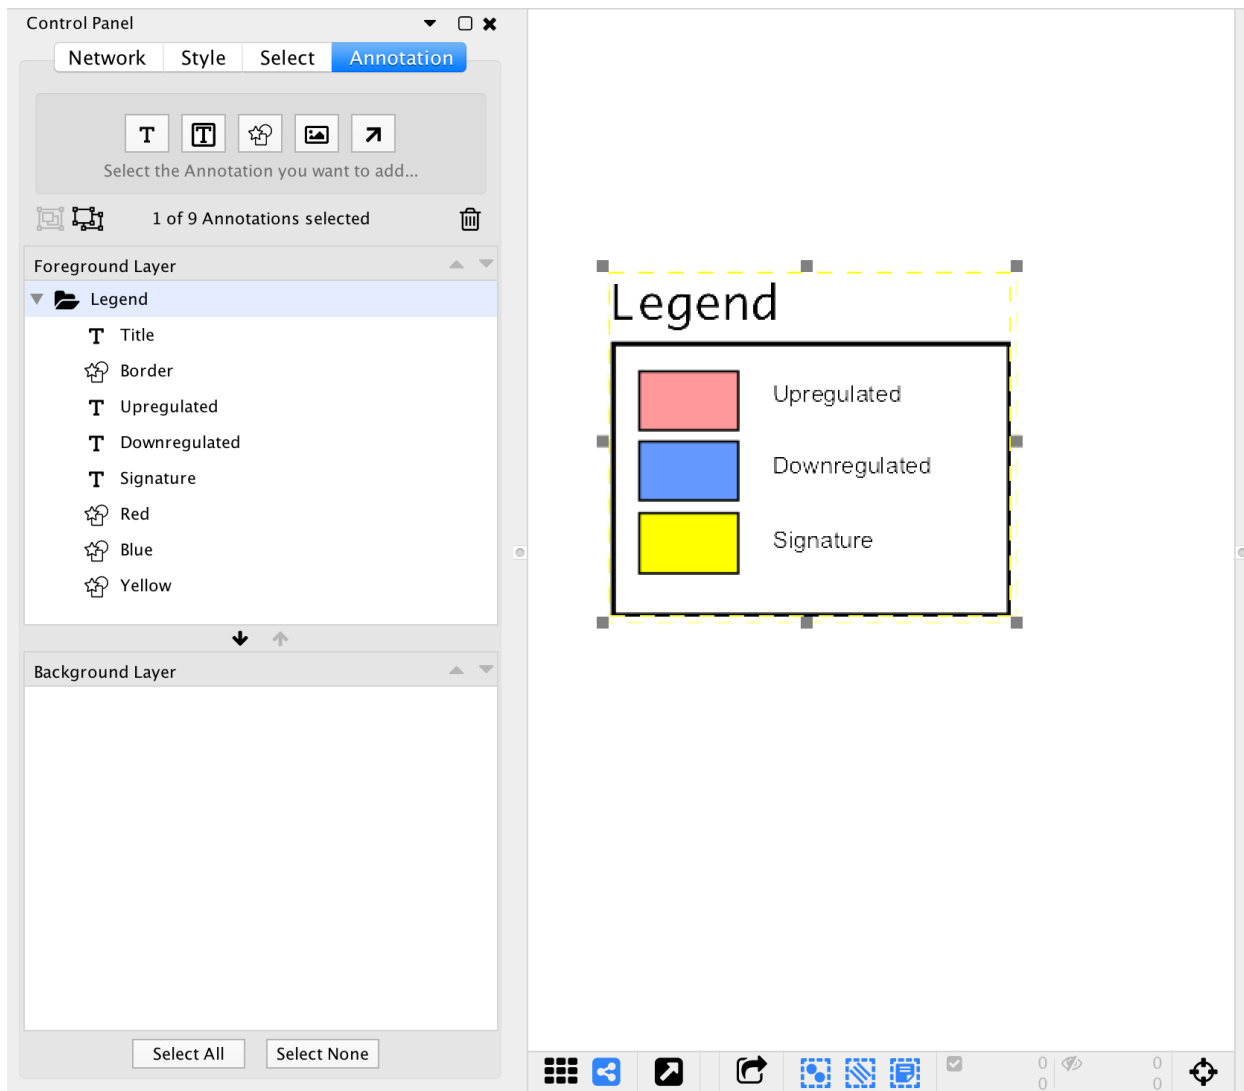 Control Panel
Network Style Select Annotation
Select the Annotation you want to add...
1 of 9 Annotations selected
Foreground Layer
Legend
Title
Border
Upregulated
Downregulated
Signature
Red
Blue
Yellow
Background Layer
Select All Select None
Legend
Upregulated
Downregulated
Signature
0 0
0 0